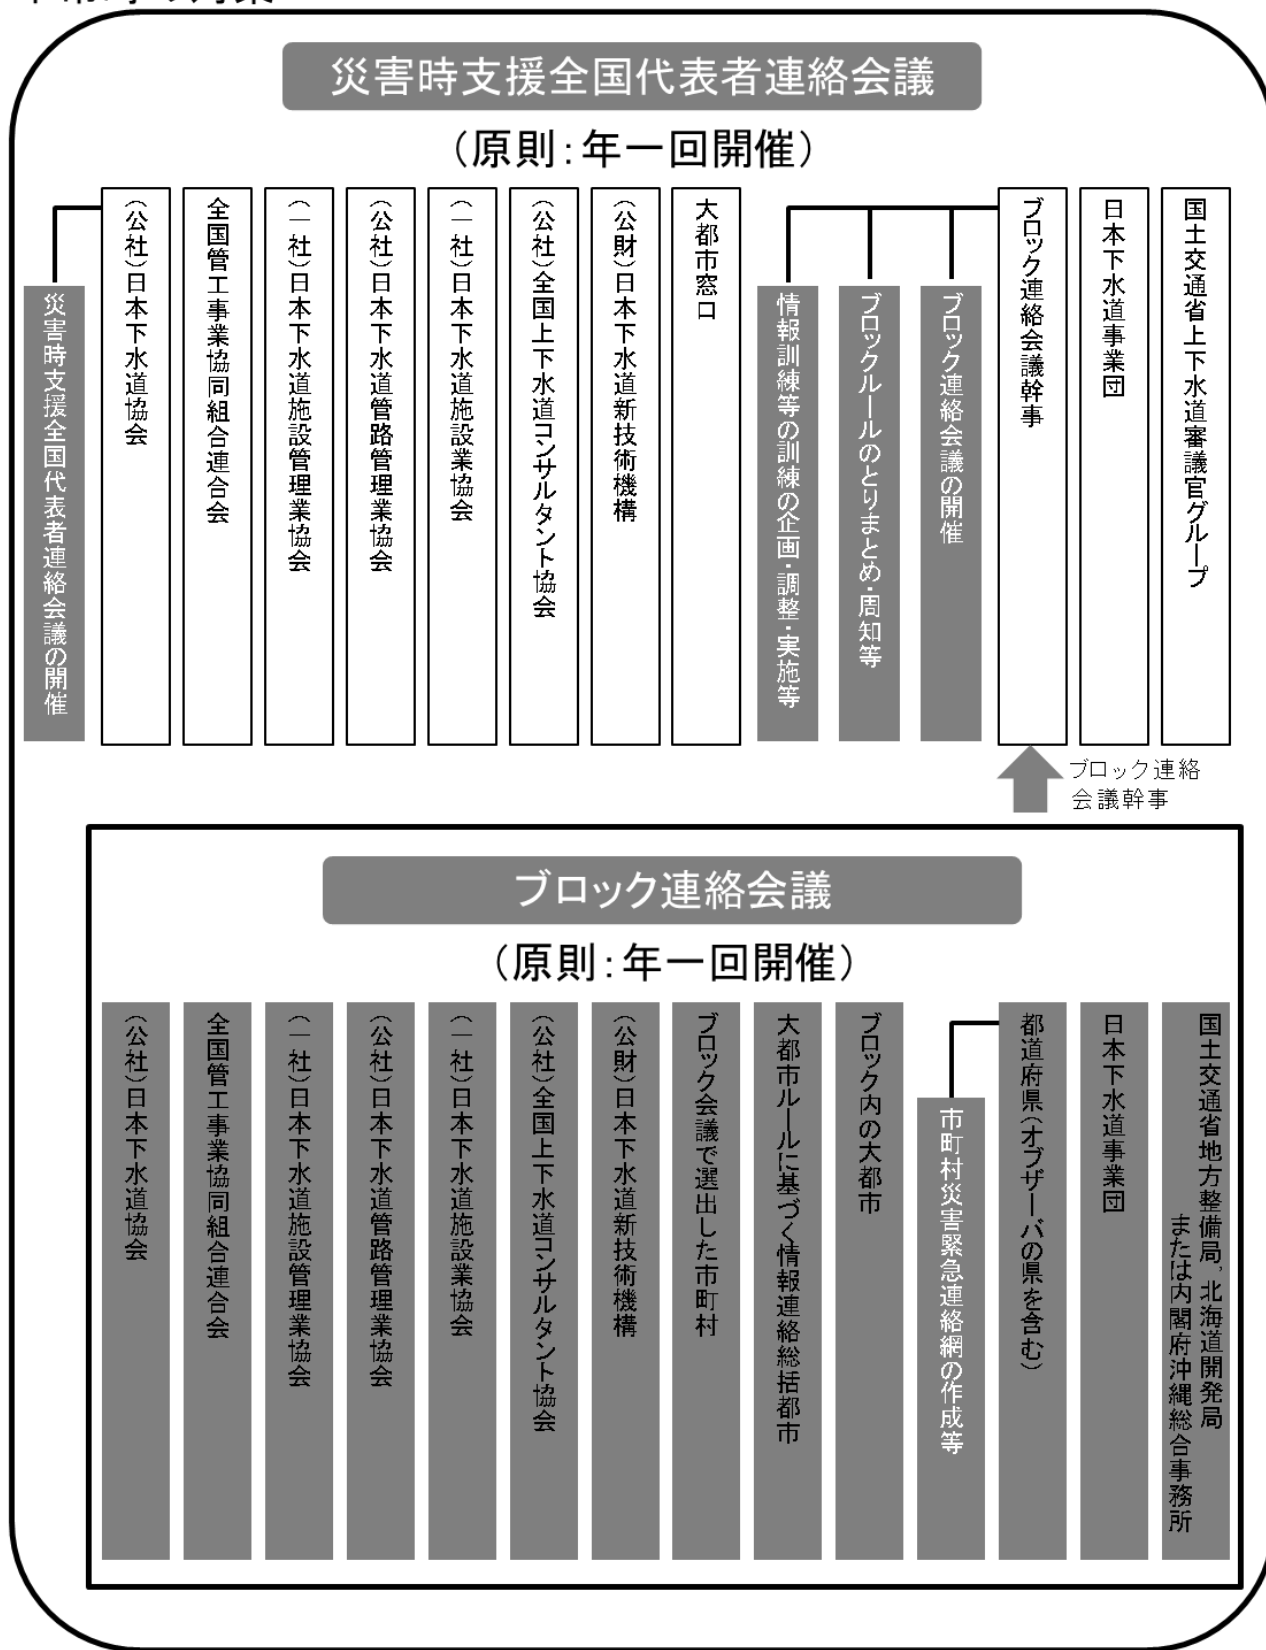 災害時支援全国代表者連絡会議
（原則：年一回開催）
国土交通省上下水道審議官グループ
日本下水道事業団
ブロック連絡会議幹事
ブロック連絡会議の開催
ブロックルールのとりまとめ・周知等
情報訓練等の訓練の企画・調整・実施等
大都市窓口
（公財）日本下水道新技術機構
（公社）全国上下水道コンサルタント協会
（一社）日本下水道施設業協会
（公社）日本下水道管路管理業協会
（一社）日本下水道施設管理業協会
全国管工事業協同組合連合会
（公社）日本下水道協会
災害時支援全国代表者連絡会議の開催
ブロック連絡
会議幹事
ブロック連絡会議
（原則：年一回開催）
国土交通省地方整備局，北海道開発局
または内閣府沖縄総合事務所
日本下水道事業団
都道府県（オブザーバの県を含む）
市町村災害緊急連絡網の作成等
ブロック内の大都市
大都市ルールに基づく情報連絡総括都市
ブロック会議で選出した市町村
（公財）日本下水道新技術機構
（公社）全国上下水道コンサルタント協会
（一社）日本下水道施設業協会
（公社）日本下水道管路管理業協会
（一社）日本下水道施設管理業協会
全国管工事業協同組合連合会
（公社）日本下水道協会